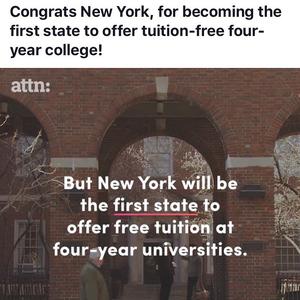 Congrats New York, for becoming the
first state to offer tuition-free four-
year college!
attn:
But New York will be
the first state to
offer free tuition at
four-year universities.